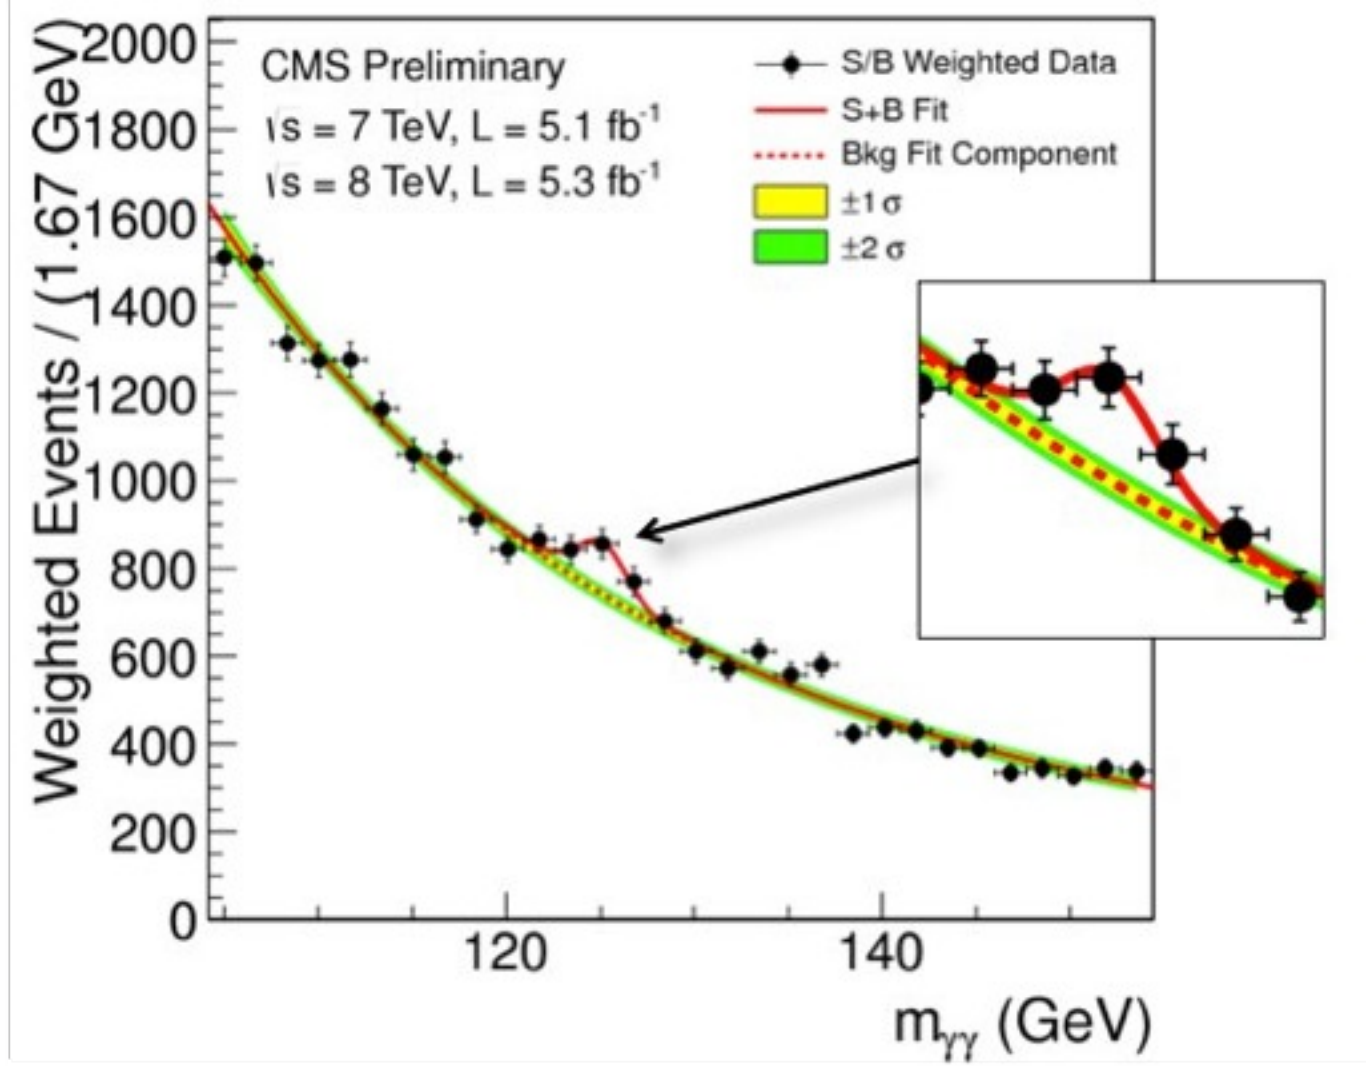 Weighted Events / (1.67 GeV)
2000
1800
1600
1400
1200
1000
800
600
400
200
0
CMS Preliminary
√s = 7 TeV, L = 5.1 fb⁻¹
√s = 8 TeV, L = 5.3 fb⁻¹
S/B Weighted Data
S+B Fit
Bkg Fit Component
±1 σ
±2 σ
120
140
mγγ (GeV)